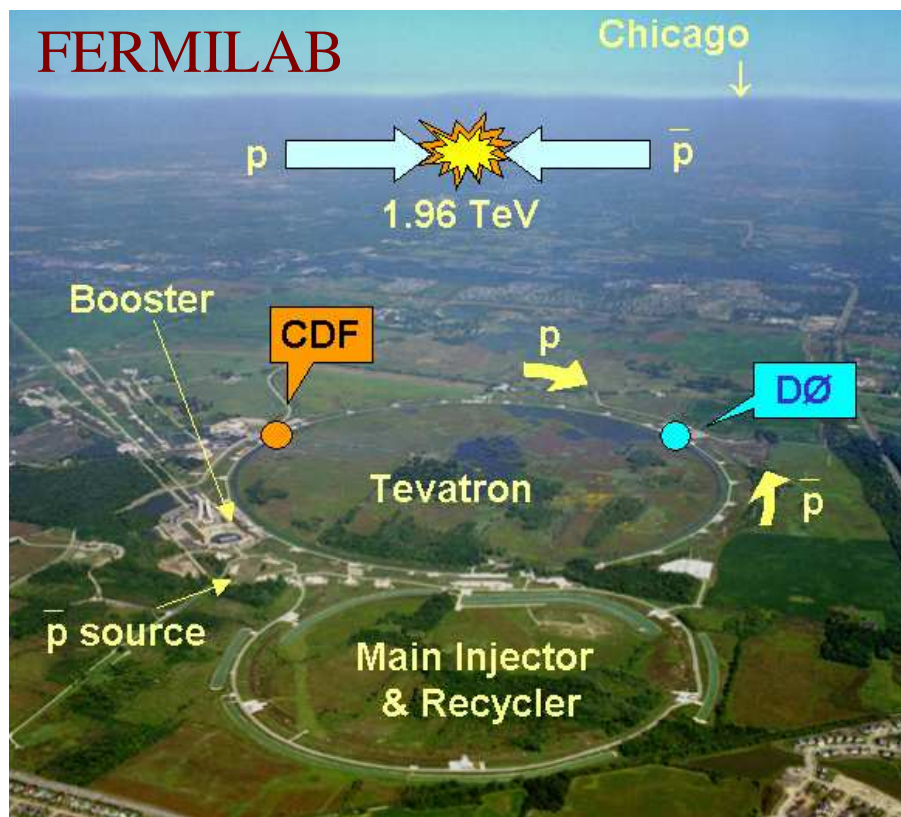 FERMILAB
Chicago
p
p̅
1.96 TeV
Booster
CDF
p
DØ
Tevatron
p̅
p̅ source
Main Injector
& Recycler